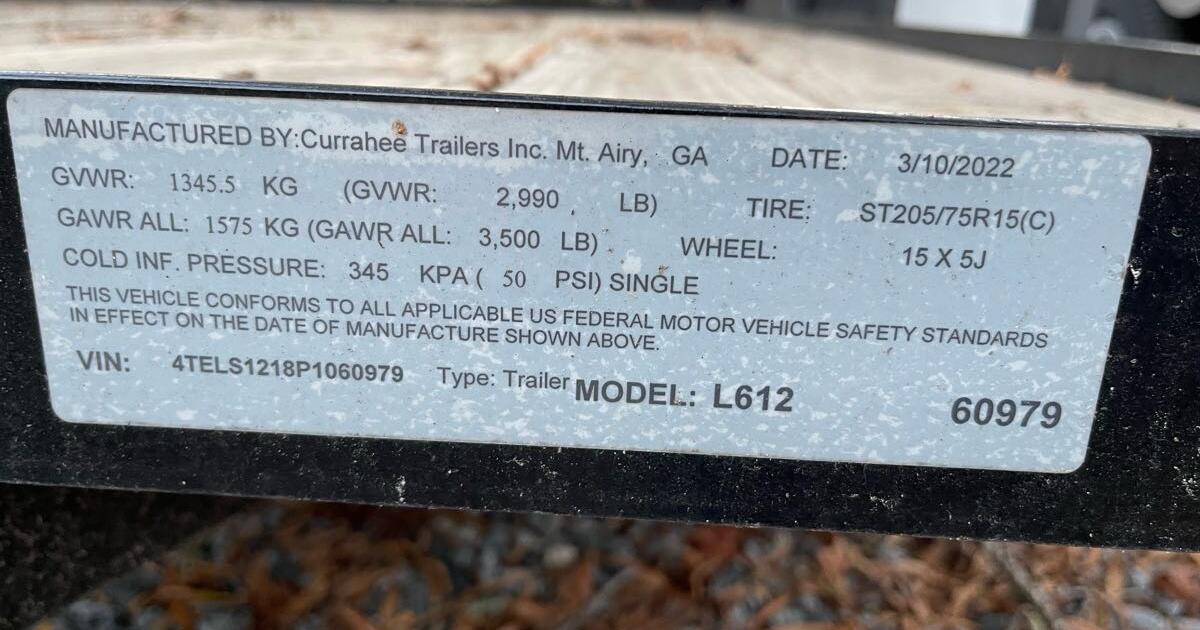 MANUFACTURED BY:Currahee Trailers Inc. Mt. Airy, GA DATE: 3/10/2022
GVWR: 1345.5 KG (GVWR: 2,990 LB) TIRE: ST205/75R15(C)
GAWR ALL: 1575 KG (GAWR ALL: 3,500 LB) WHEEL: 15 X 5J
COLD INF. PRESSURE: 345 KPA ( 50 PSI) SINGLE
THIS VEHICLE CONFORMS TO ALL APPLICABLE US FEDERAL MOTOR VEHICLE SAFETY STANDARDS
IN EFFECT ON THE DATE OF MANUFACTURE SHOWN ABOVE.
VIN: 4TELS1218P1060979 Type: Trailer MODEL: L612 60979